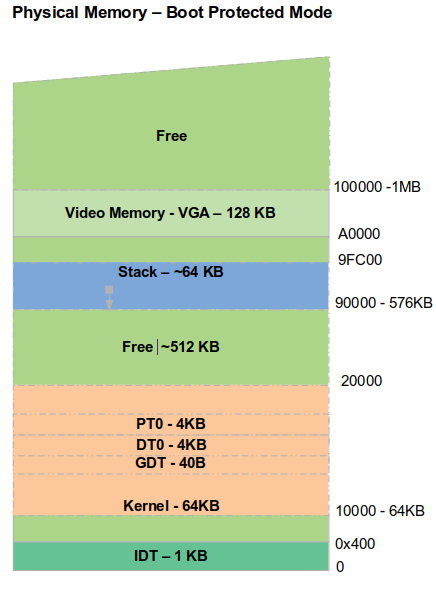 Physical Memory – Boot Protected Mode
Free
100000 -1MB
Video Memory - VGA – 128 KB
A0000
9FC00
Stack – ~64 KB
90000 - 576KB
Free ~512 KB
20000
PT0 - 4KB
DT0 - 4KB
GDT - 40B
Kernel - 64KB
10000 - 64KB
0x400
IDT – 1 KB
0